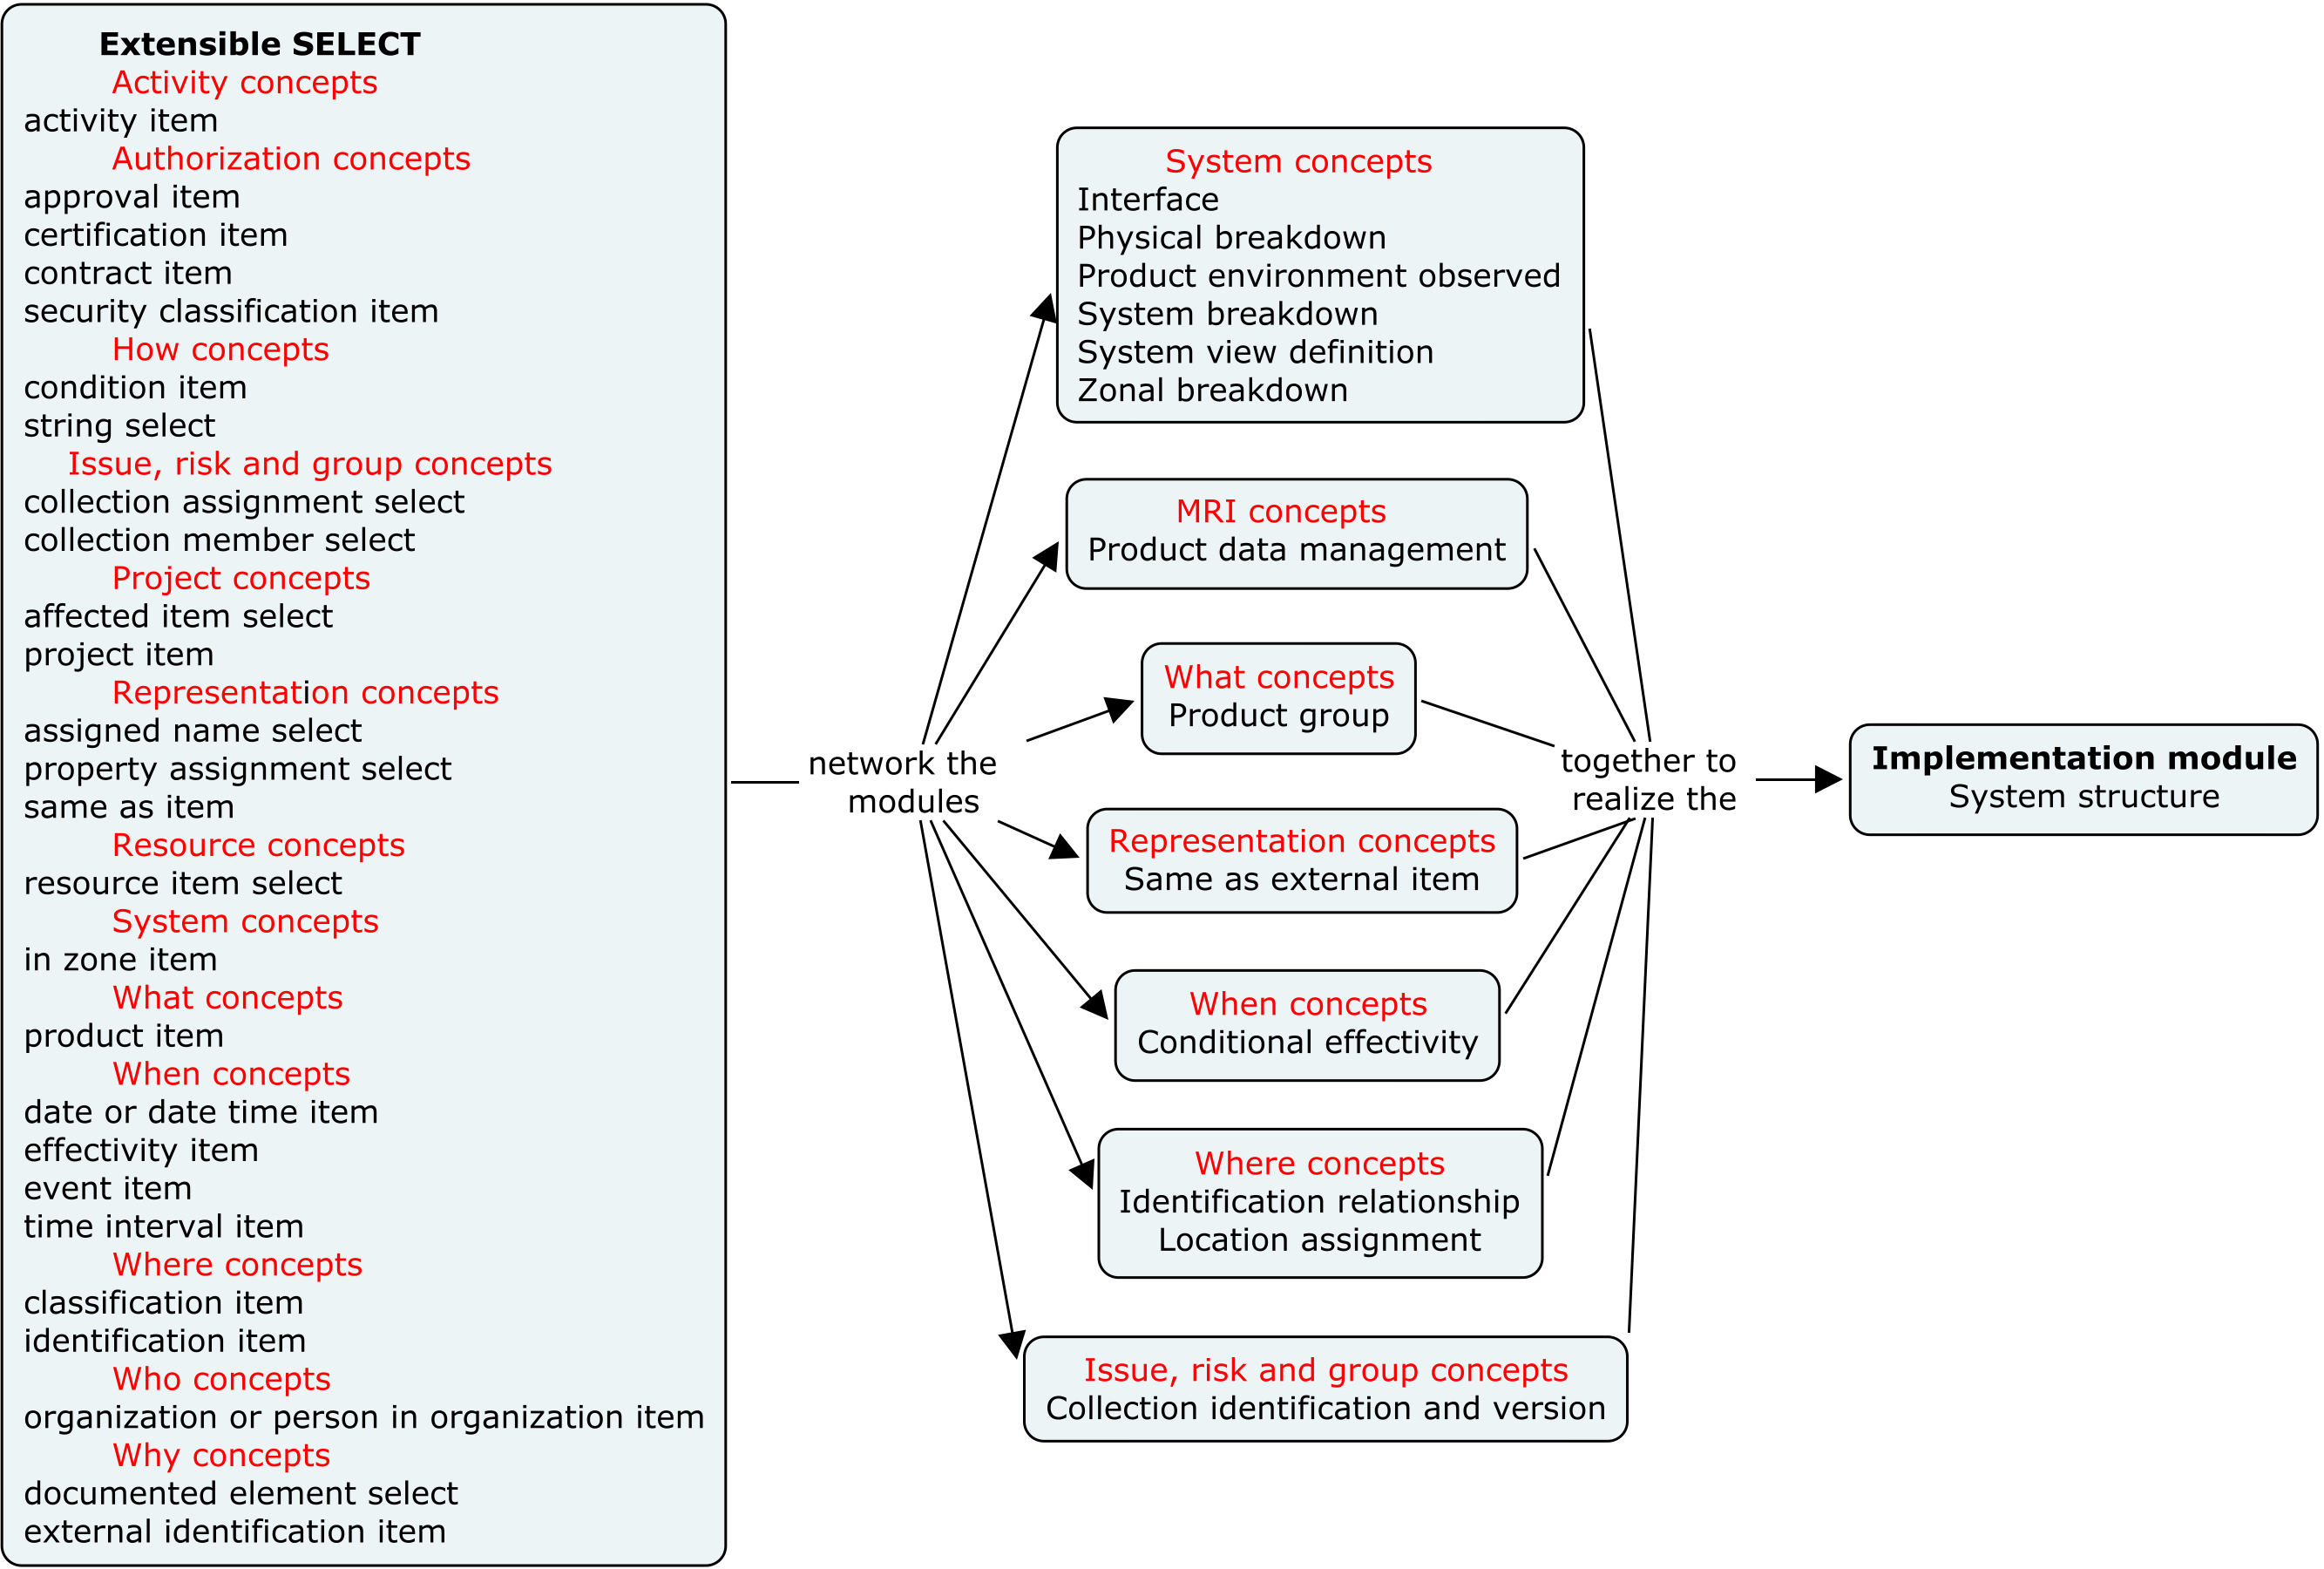 Extensible SELECT
Activity concepts
activity item
Authorization concepts
approval item
certification item
contract item
security classification item
How concepts
condition item
string select
Issue, risk and group concepts
collection assignment select
collection member select
Project concepts
affected item select
project item
Representation concepts
assigned name select
property assignment select
same as item
Resource concepts
resource item select
System concepts
in zone item
What concepts
product item
When concepts
date or date time item
effectivity item
event item
time interval item
Where concepts
classification item
identification item
Who concepts
organization or person in organization item
Why concepts
documented element select
external identification item
network the
modules
System concepts
Interface
Physical breakdown
Product environment observed
System breakdown
System view definition
Zonal breakdown
MRI concepts
Product data management
What concepts
Product group
Representation concepts
Same as external item
When concepts
Conditional effectivity
Where concepts
Identification relationship
Location assignment
Issue, risk and group concepts
Collection identification and version
together to
realize the
Implementation module
System structure